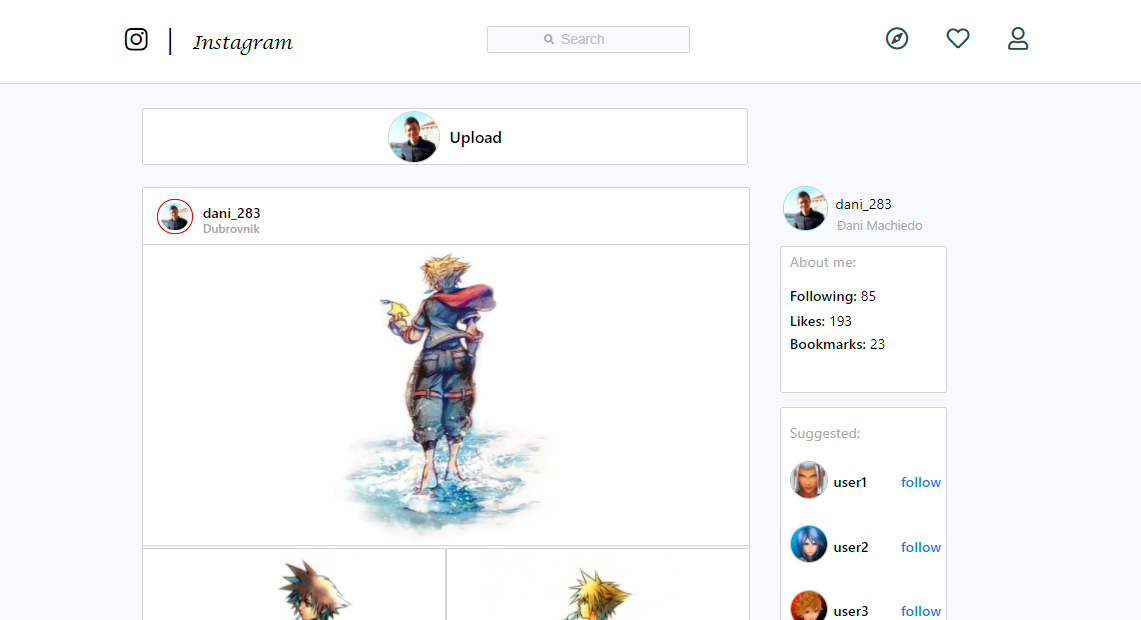 Instagram
Search
Upload
dani_283
Dubrovnik
dani_283
Đani Machiedo
About me:
Following: 85
Likes: 193
Bookmarks: 23
Suggested:
user1 follow
user2 follow
user3 follow